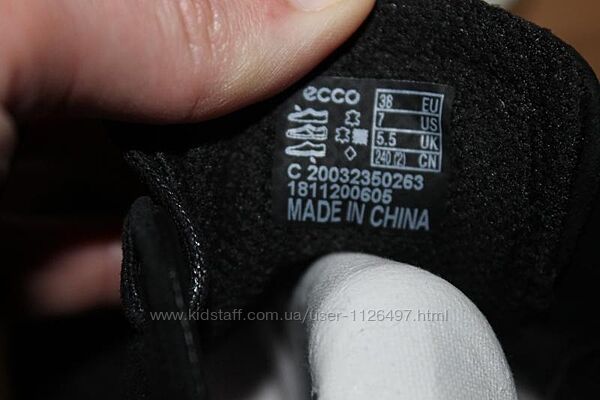 ecco
38 EU
7 US
5.5 UK
240(2) CN
C 20032350263
1811200605
MADE IN CHINA
www.kidstaff.com.ua/user-1126497.html